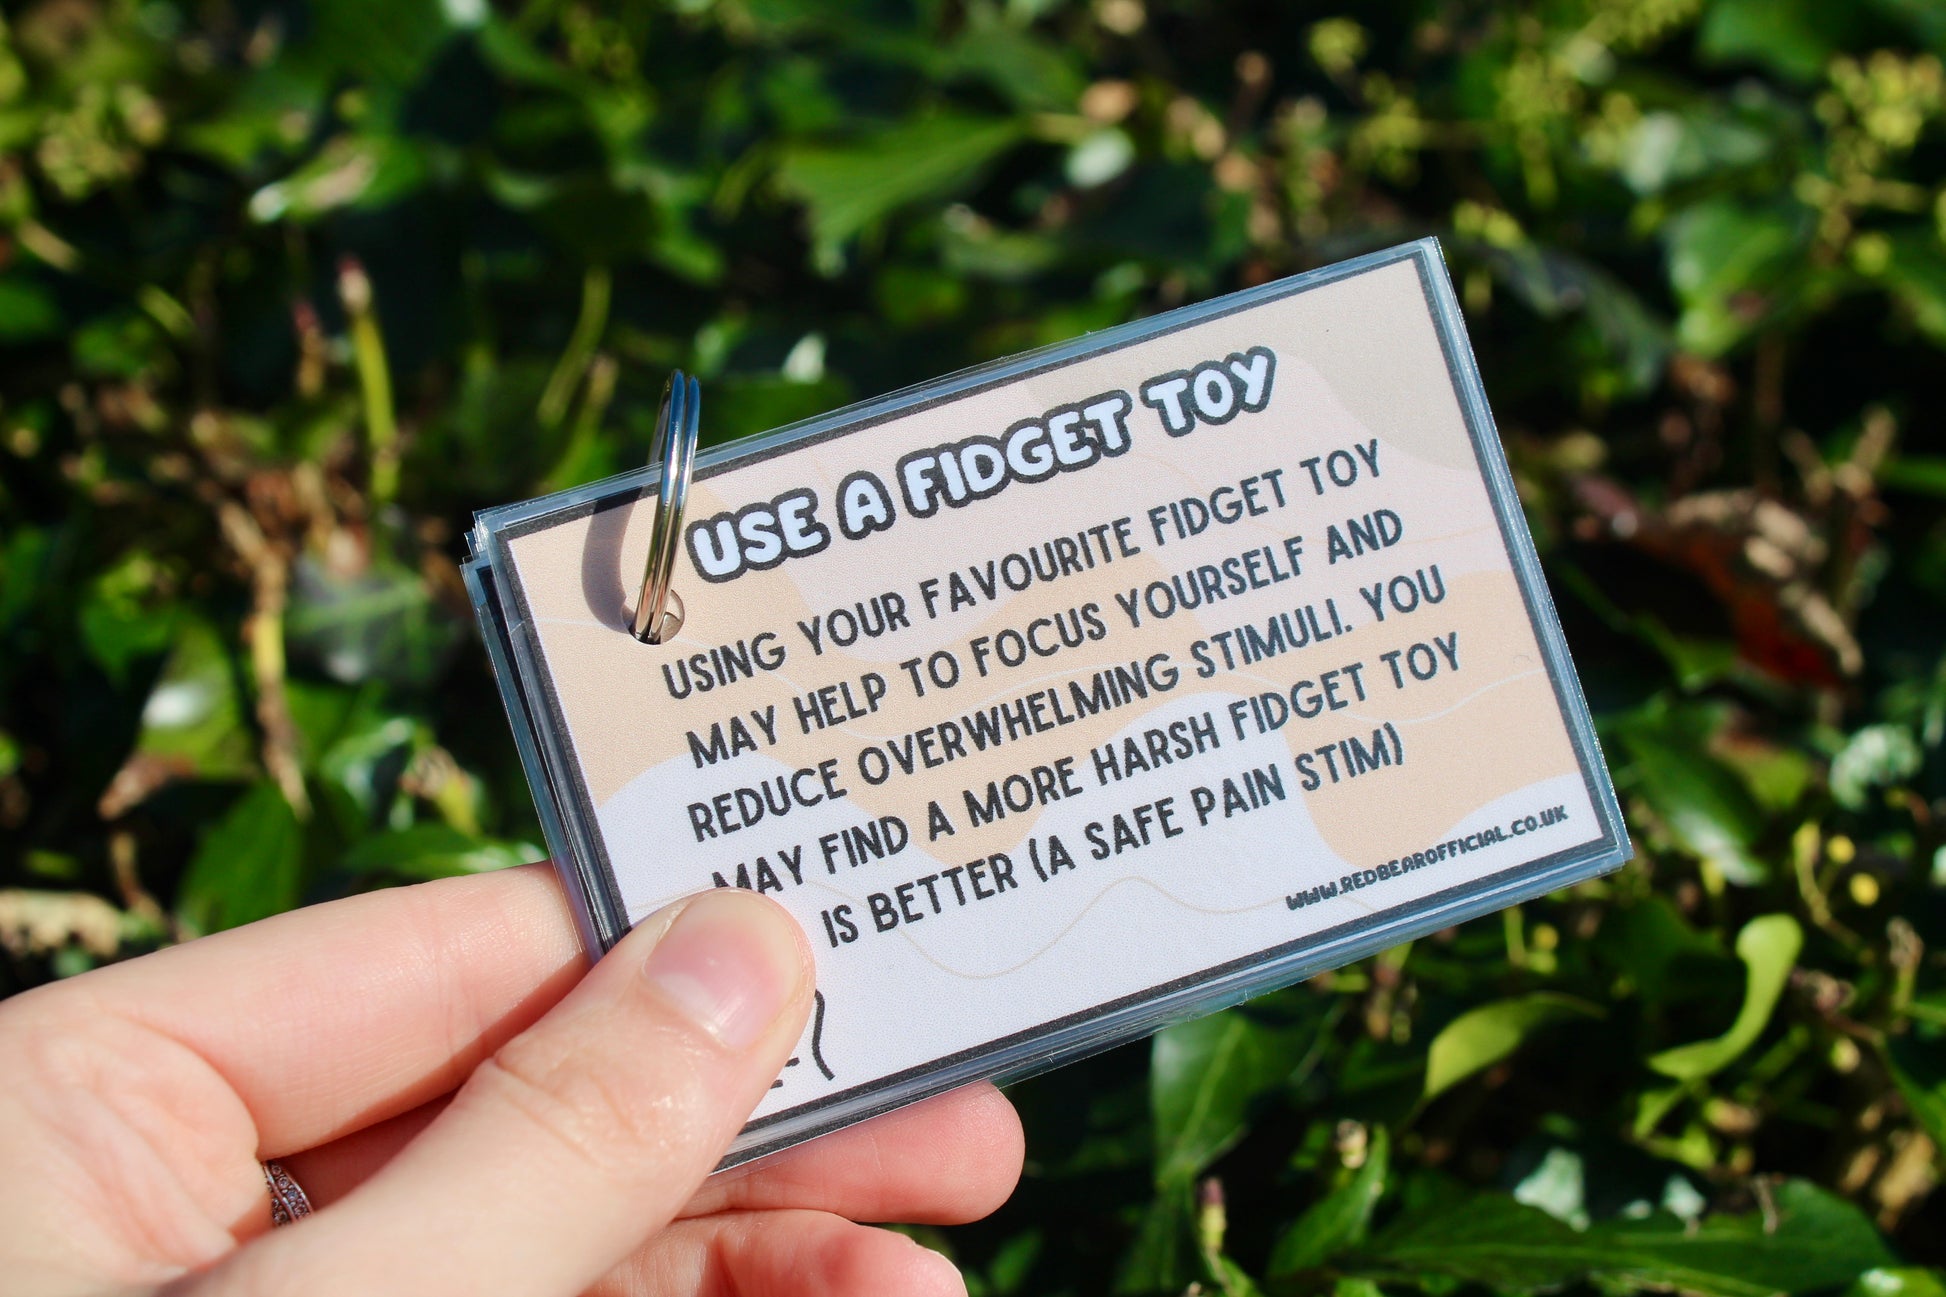 USE A FIDGET TOY
USING YOUR FAVOURITE FIDGET TOY
MAY HELP TO FOCUS YOURSELF AND
REDUCE OVERWHELMING STIMULI. YOU
MAY FIND A MORE HARSH FIDGET TOY
IS BETTER (A SAFE PAIN STIM)
WWW.REDBEAROFFICIAL.CO.UK